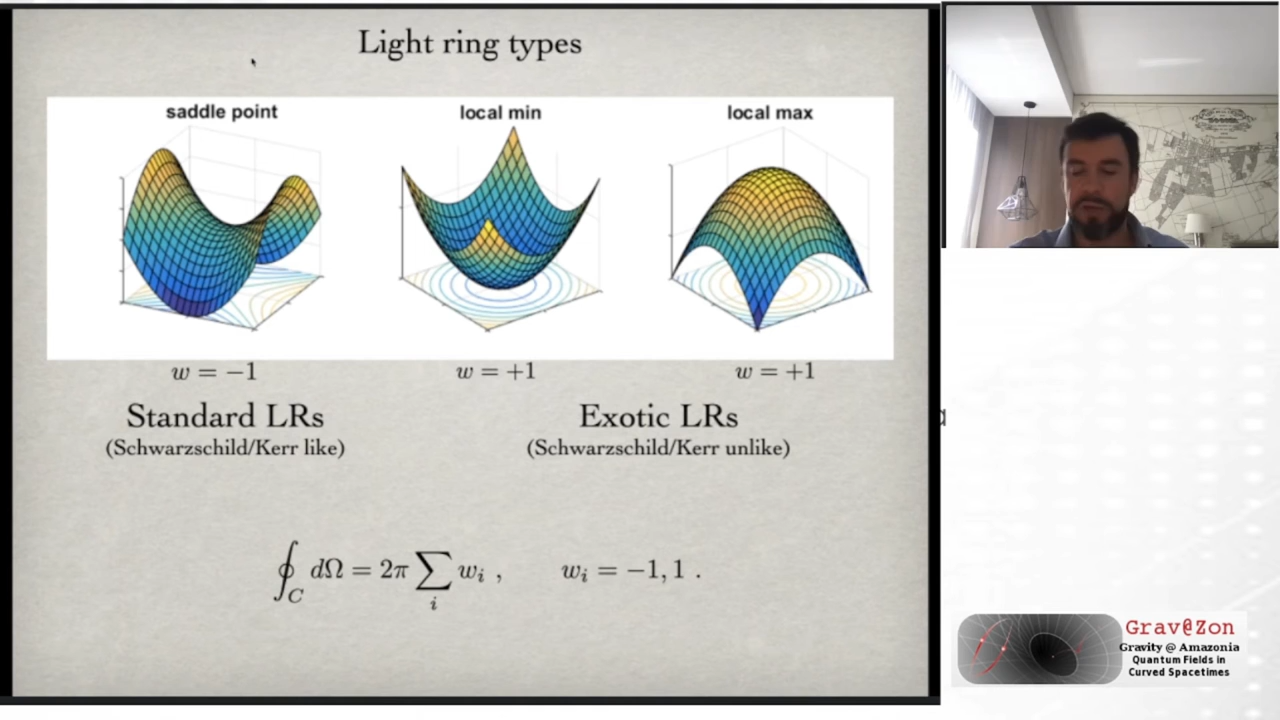 Light ring types
saddle point
local min
local max
w = −1
w = +1
w = +1
Standard LRs
Exotic LRs
(Schwarzschild/Kerr like)
(Schwarzschild/Kerr unlike)
∮_C dΩ = 2π ∑_i w_i , w_i = −1, 1 .
Grav@Zon
Gravity @ Amazonia
Quantum Fields in
Curved Spacetimes